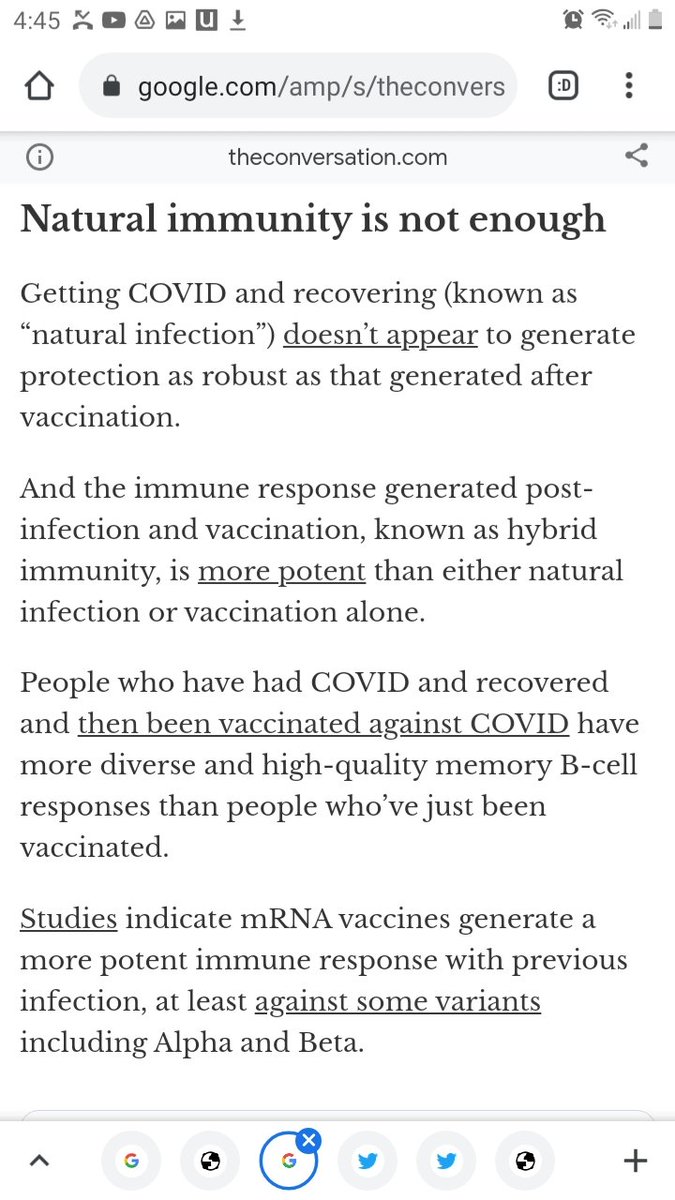 4:45
google.com/amp/s/theconvers
:D
theconversation.com
Natural immunity is not enough
Getting COVID and recovering (known as
“natural infection”) doesn’t appear to generate
protection as robust as that generated after
vaccination.
And the immune response generated post-
infection and vaccination, known as hybrid
immunity, is more potent than either natural
infection or vaccination alone.
People who have had COVID and recovered
and then been vaccinated against COVID have
more diverse and high-quality memory B-cell
responses than people who’ve just been
vaccinated.
Studies indicate mRNA vaccines generate a
more potent immune response with previous
infection, at least against some variants
including Alpha and Beta.